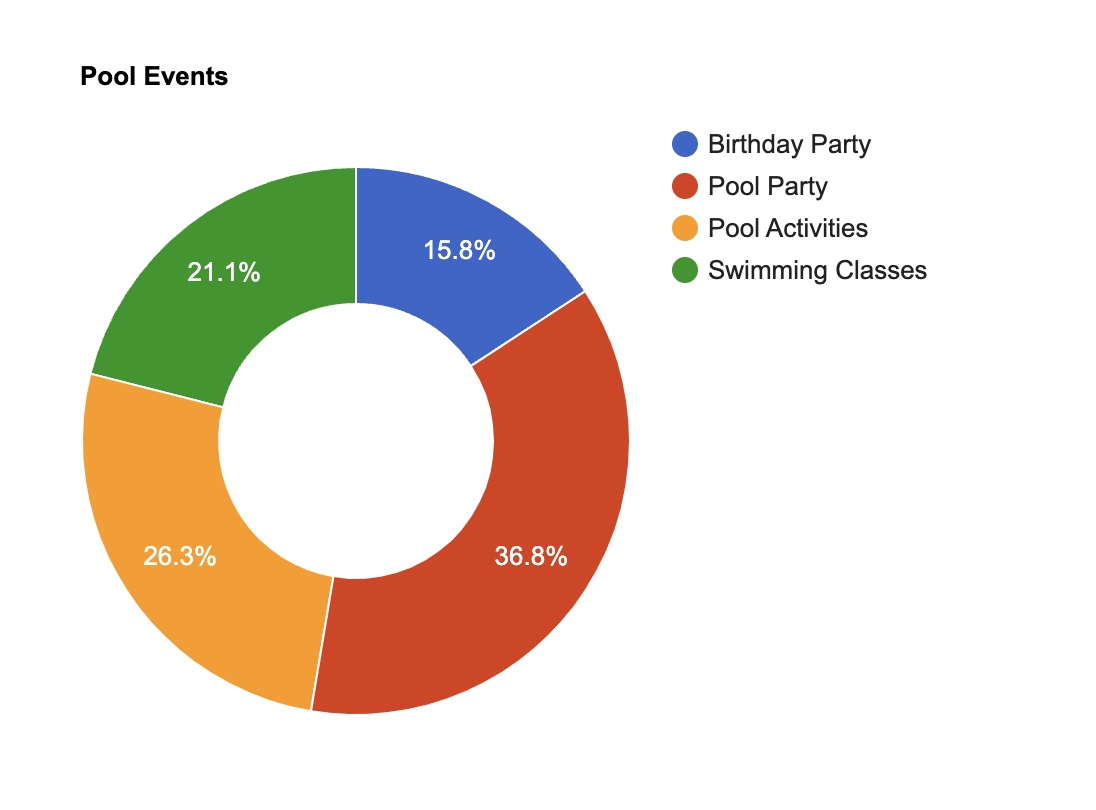 Pool Events
Birthday Party
Pool Party
Pool Activities
Swimming Classes
15.8%
21.1%
26.3%
36.8%